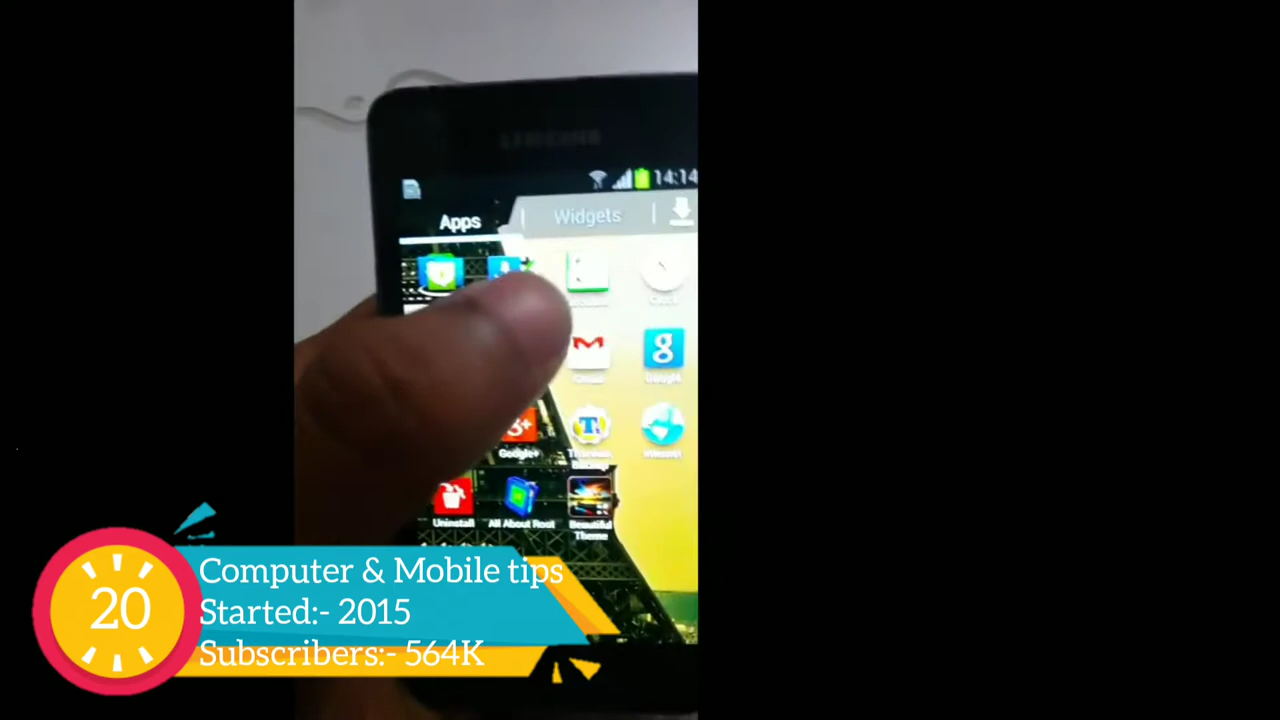 SAMSUNG
14:14
Apps
Widgets
Google+
Uninstall
All About Root
Beautiful
Theme
20
Computer & Mobile tips
Started:- 2015
Subscribers:- 564K